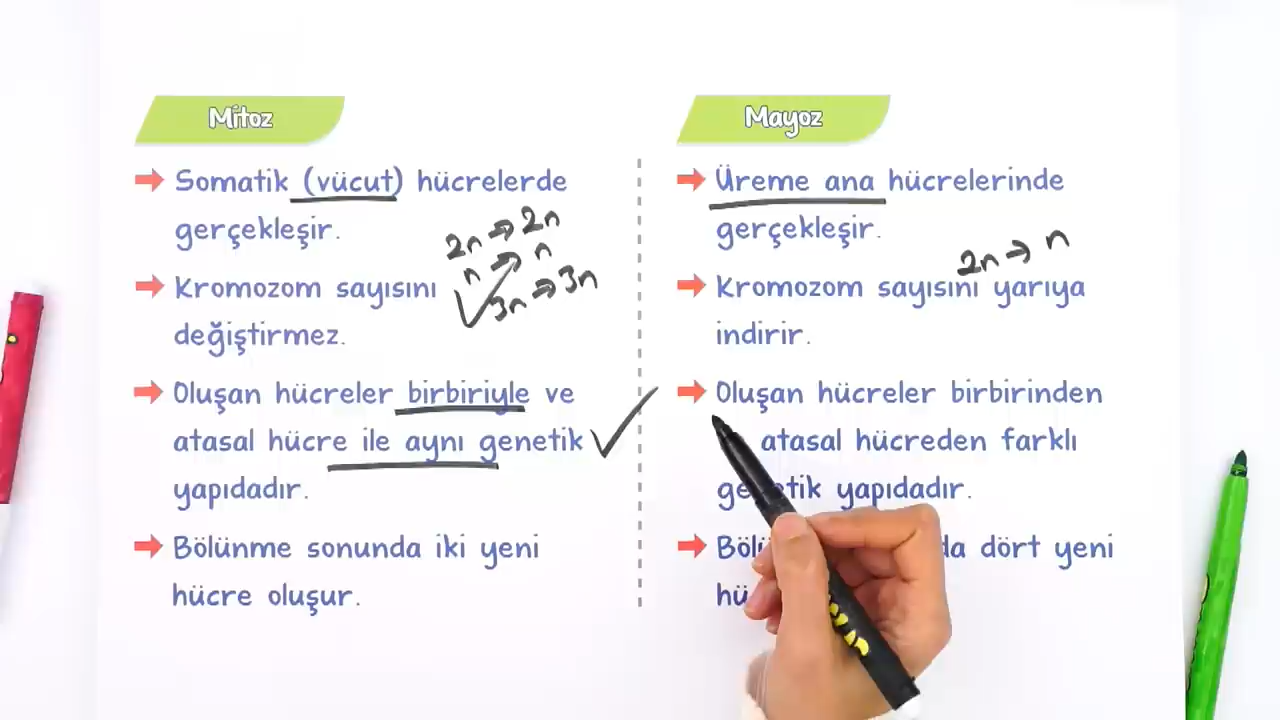 Mitoz
Somatik (vücut) hücrelerde
gerçekleşir.
2n → 2n
n → n
3n → 3n
Kromozom sayısını
değiştirmez.
Oluşan hücreler birbiriyle ve
atasal hücre ile aynı genetik
yapıdadır.
Bölünme sonunda iki yeni
hücre oluşur.
Mayoz
Üreme ana hücrelerinde
gerçekleşir.
2n → n
Kromozom sayısını yarıya
indirir.
Oluşan hücreler birbirinden
atasal hücreden farklı
yapıdadır.
dört yeni